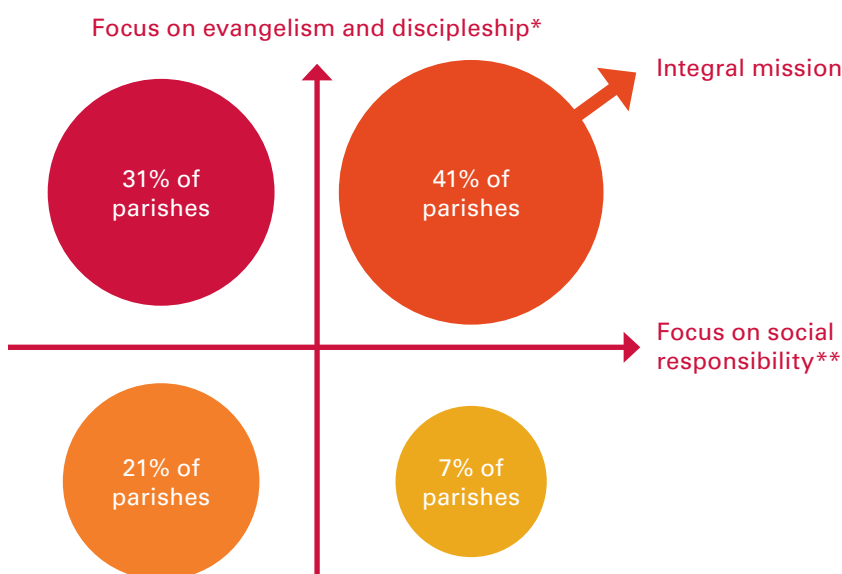 Focus on evangelism and discipleship*
Integral mission
31% of
parishes
41% of
parishes
Focus on social
responsibility**
21% of
parishes
7% of
parishes